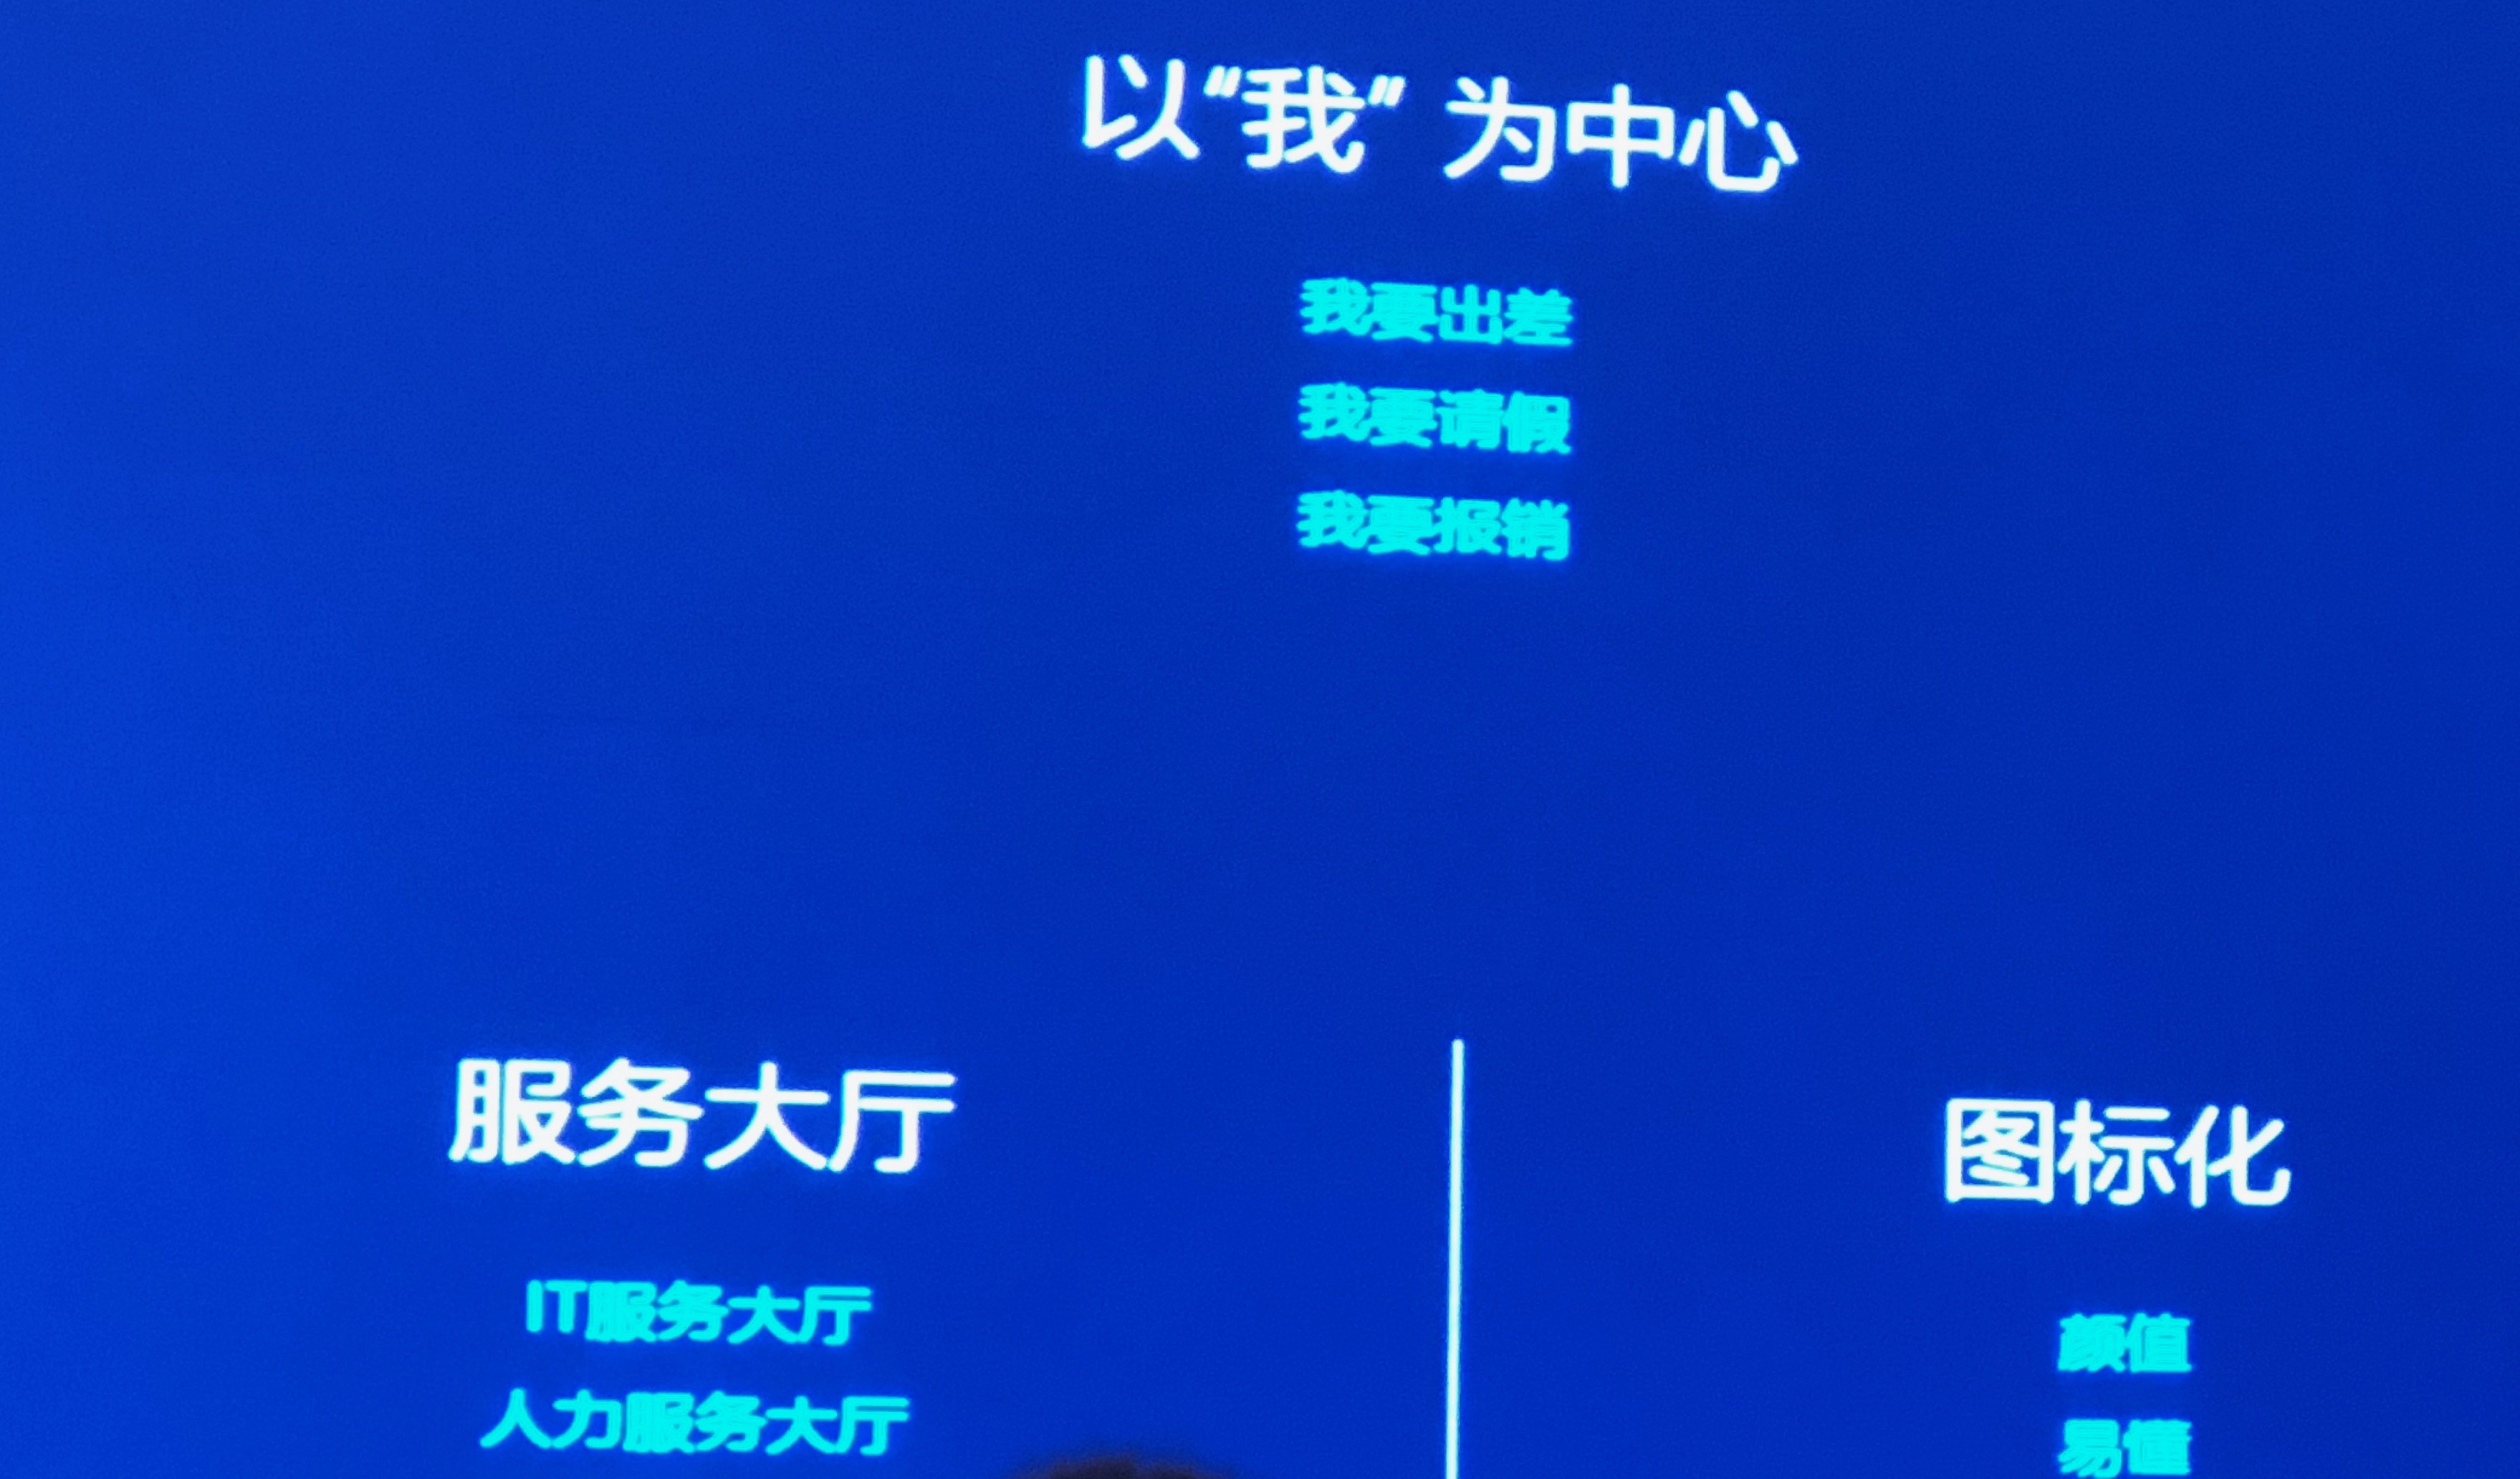 以“我” 为中心
我要出差
我要请假
我要报销
服务大厅
IT服务大厅
人力服务大厅
图标化
颜值
易懂